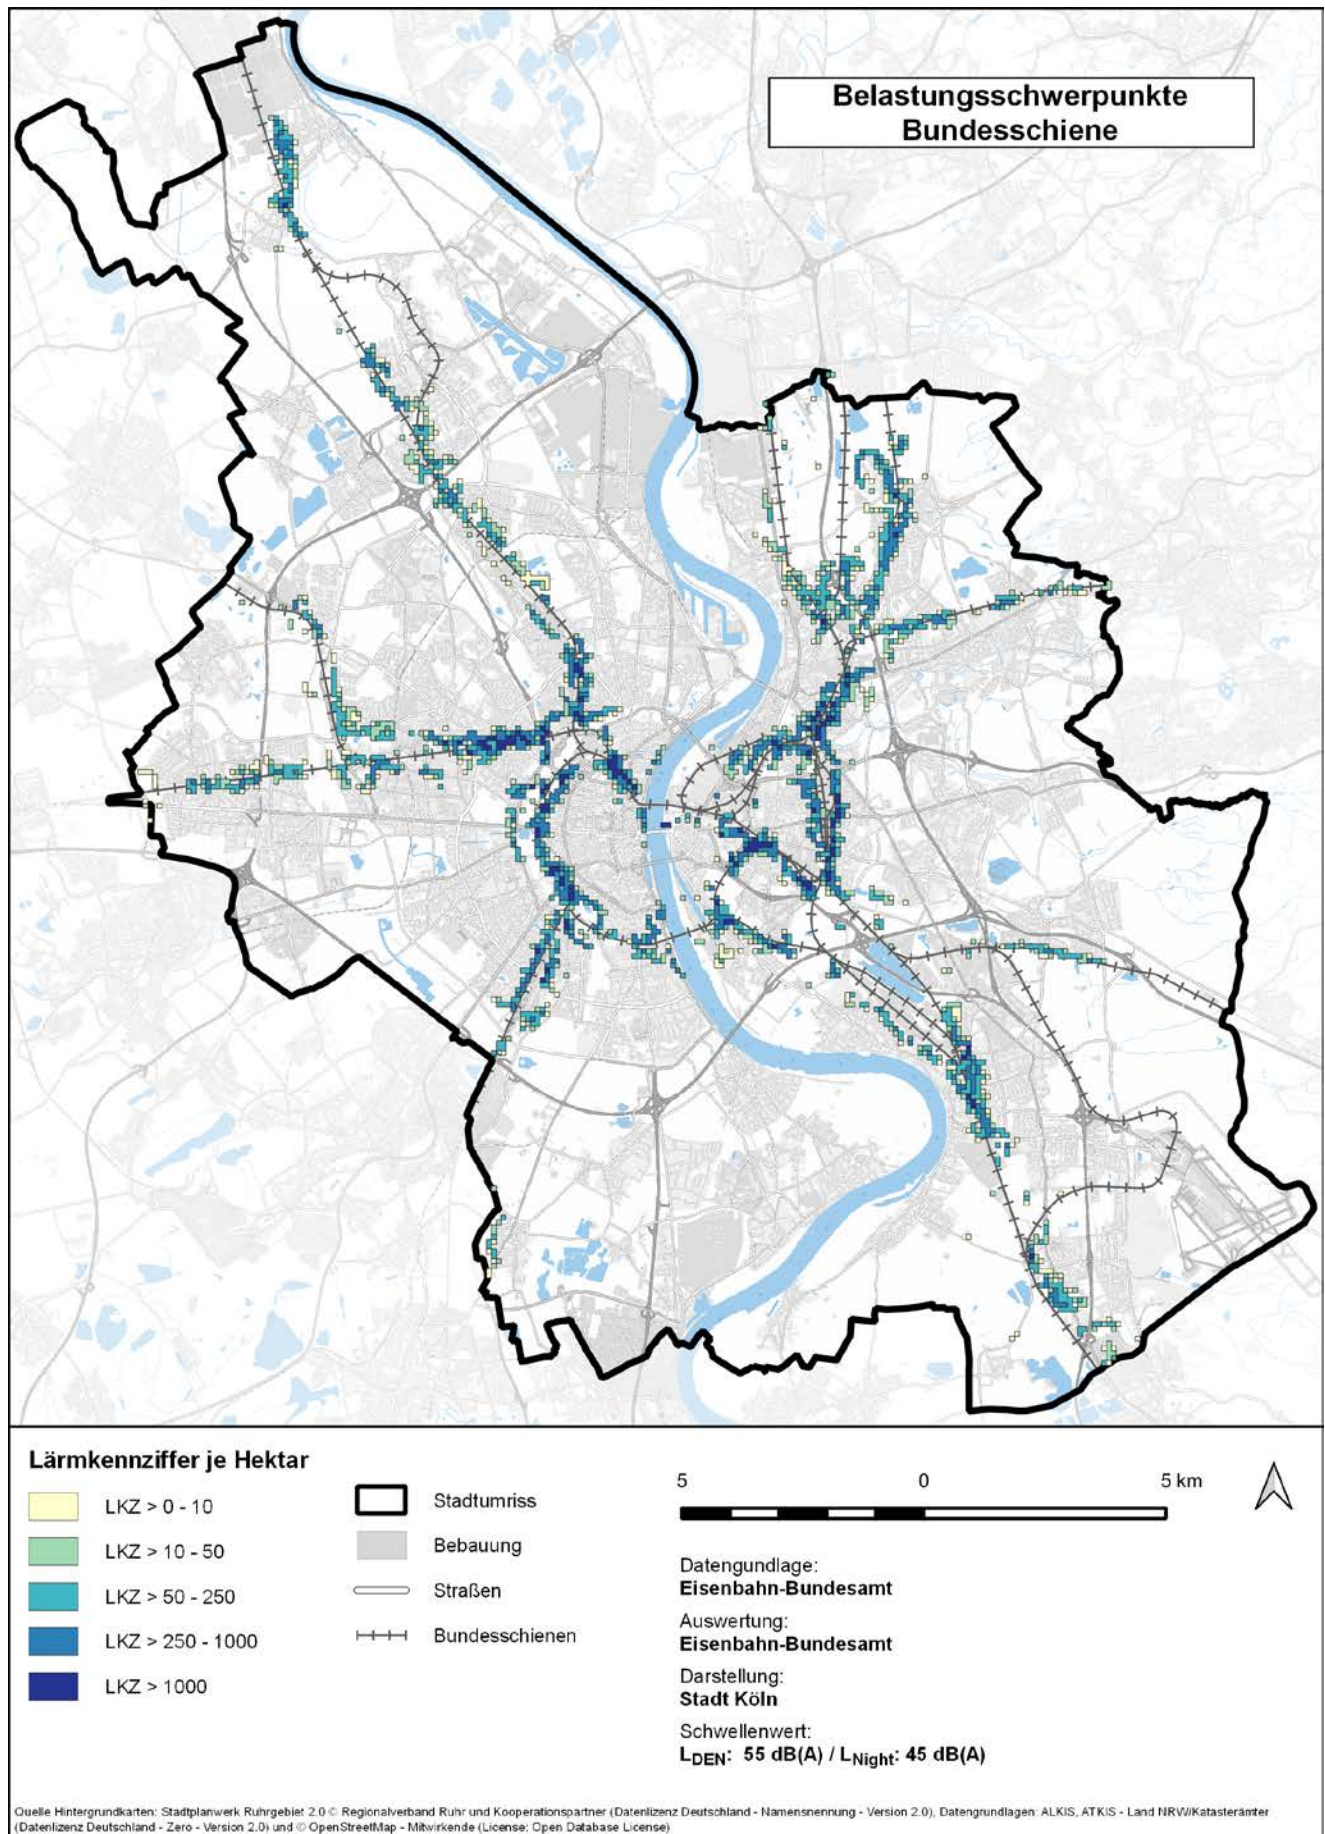 Belastungsschwerpunkte
Bundesschiene
Lärmkennziffer je Hektar
LKZ > 0 - 10
LKZ > 10 - 50
LKZ > 50 - 250
LKZ > 250 - 1000
LKZ > 1000
Stadtumriss
Bebauung
Straßen
Bundesschienen
5 0 5 km
Datengundlage:
Eisenbahn-Bundesamt
Auswertung:
Eisenbahn-Bundesamt
Darstellung:
Stadt Köln
Schwellenwert:
LDEN: 55 dB(A) / LNight: 45 dB(A)
Quelle Hintergrundkarten: Stadtplanwerk Ruhrgebiet 2.0 © Regionalverband Ruhr und Kooperationspartner (Datenlizenz Deutschland - Namensnennung - Version 2.0), Datengrundlagen: ALKIS, ATKIS - Land NRW/Katasterämter
(Datenlizenz Deutschland - Zero - Version 2.0) und © OpenStreetMap - Mitwirkende (License: Open Database License)